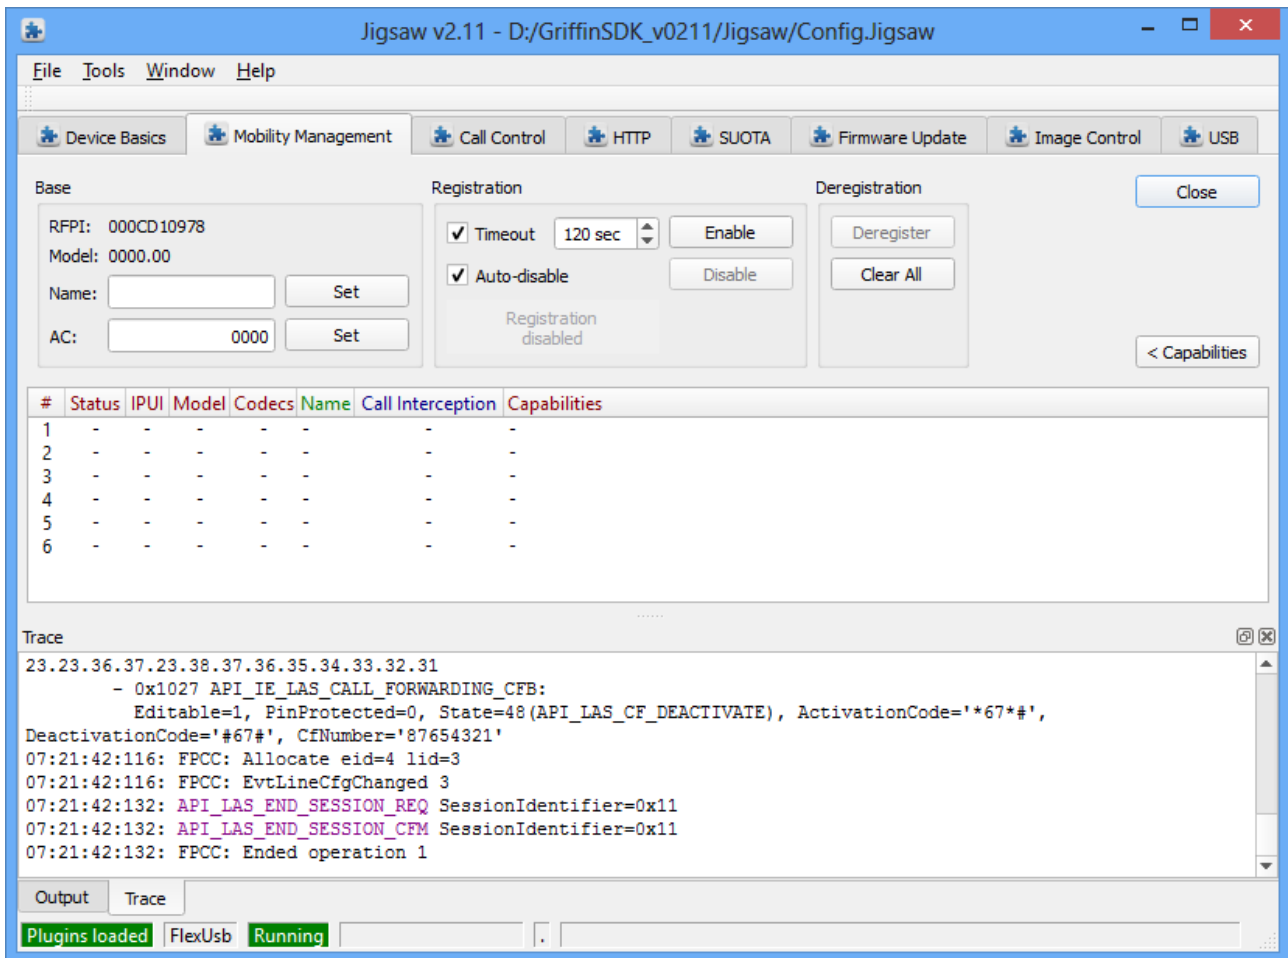 Jigsaw v2.11 - D:/GriffinSDK_v0211/Jigsaw/Config.Jigsaw
File Tools Window Help
Device Basics Mobility Management Call Control HTTP SUOTA Firmware Update Image Control USB
Base Registration Deregistration Close
RFPI: 000CD10978 Timeout 120 sec Enable Deregister
Model: 0000.00
Name: Set Auto-disable Disable Clear All
AC: 0000 Set Registration
disabled
< Capabilities
# Status IPUI Model Codecs Name Call Interception Capabilities
1 - - - - - - -
2 - - - - - - -
3 - - - - - - -
4 - - - - - - -
5 - - - - - - -
6 - - - - - - -
Trace
23.23.36.37.23.38.37.36.35.34.33.32.31
- 0x1027 API_IE_LAS_CALL_FORWARDING_CFB:
Editable=1, PinProtected=0, State=48(API_LAS_CF_DEACTIVATE), ActivationCode='*67*#',
DeactivationCode='#67#', CfNumber='87654321'
07:21:42:116: FPCC: Allocate eid=4 lid=3
07:21:42:116: FPCC: EvtLineCfgChanged 3
07:21:42:132: API_LAS_END_SESSION_REQ SessionIdentifier=0x11
07:21:42:132: API_LAS_END_SESSION_CFM SessionIdentifier=0x11
07:21:42:132: FPCC: Ended operation 1
Output Trace
Plugins loaded FlexUsb Running .